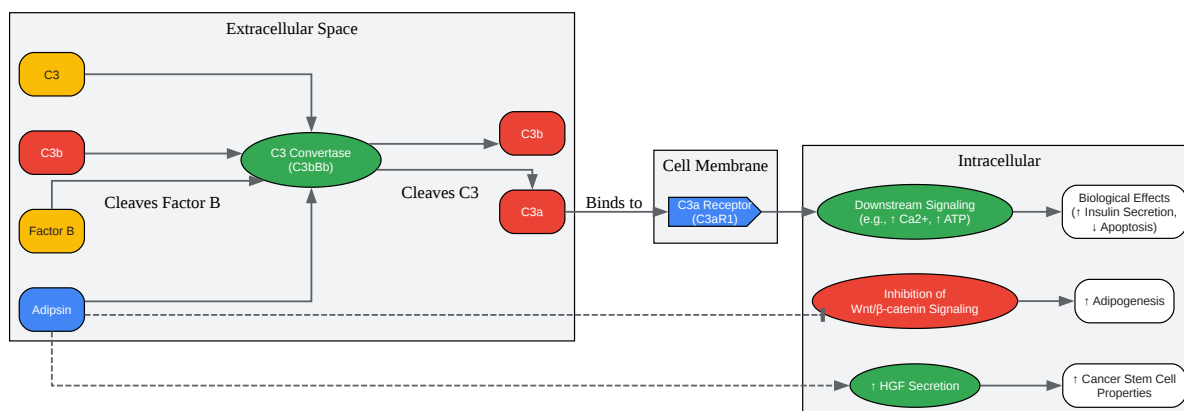 Extracellular Space
C3
C3b
Factor B
Adipsin
Cleaves Factor B
C3 Convertase
(C3bBb)
Cleaves C3
C3b
C3a
Binds to
Cell Membrane
C3a Receptor
(C3aR1)
Intracellular
Downstream Signaling
(e.g., ↑ Ca2+, ↑ ATP)
Biological Effects
(↑ Insulin Secretion,
↓ Apoptosis)
Inhibition of
Wnt/β-catenin Signaling
↑ Adipogenesis
↑ HGF Secretion
↑ Cancer Stem Cell
Properties